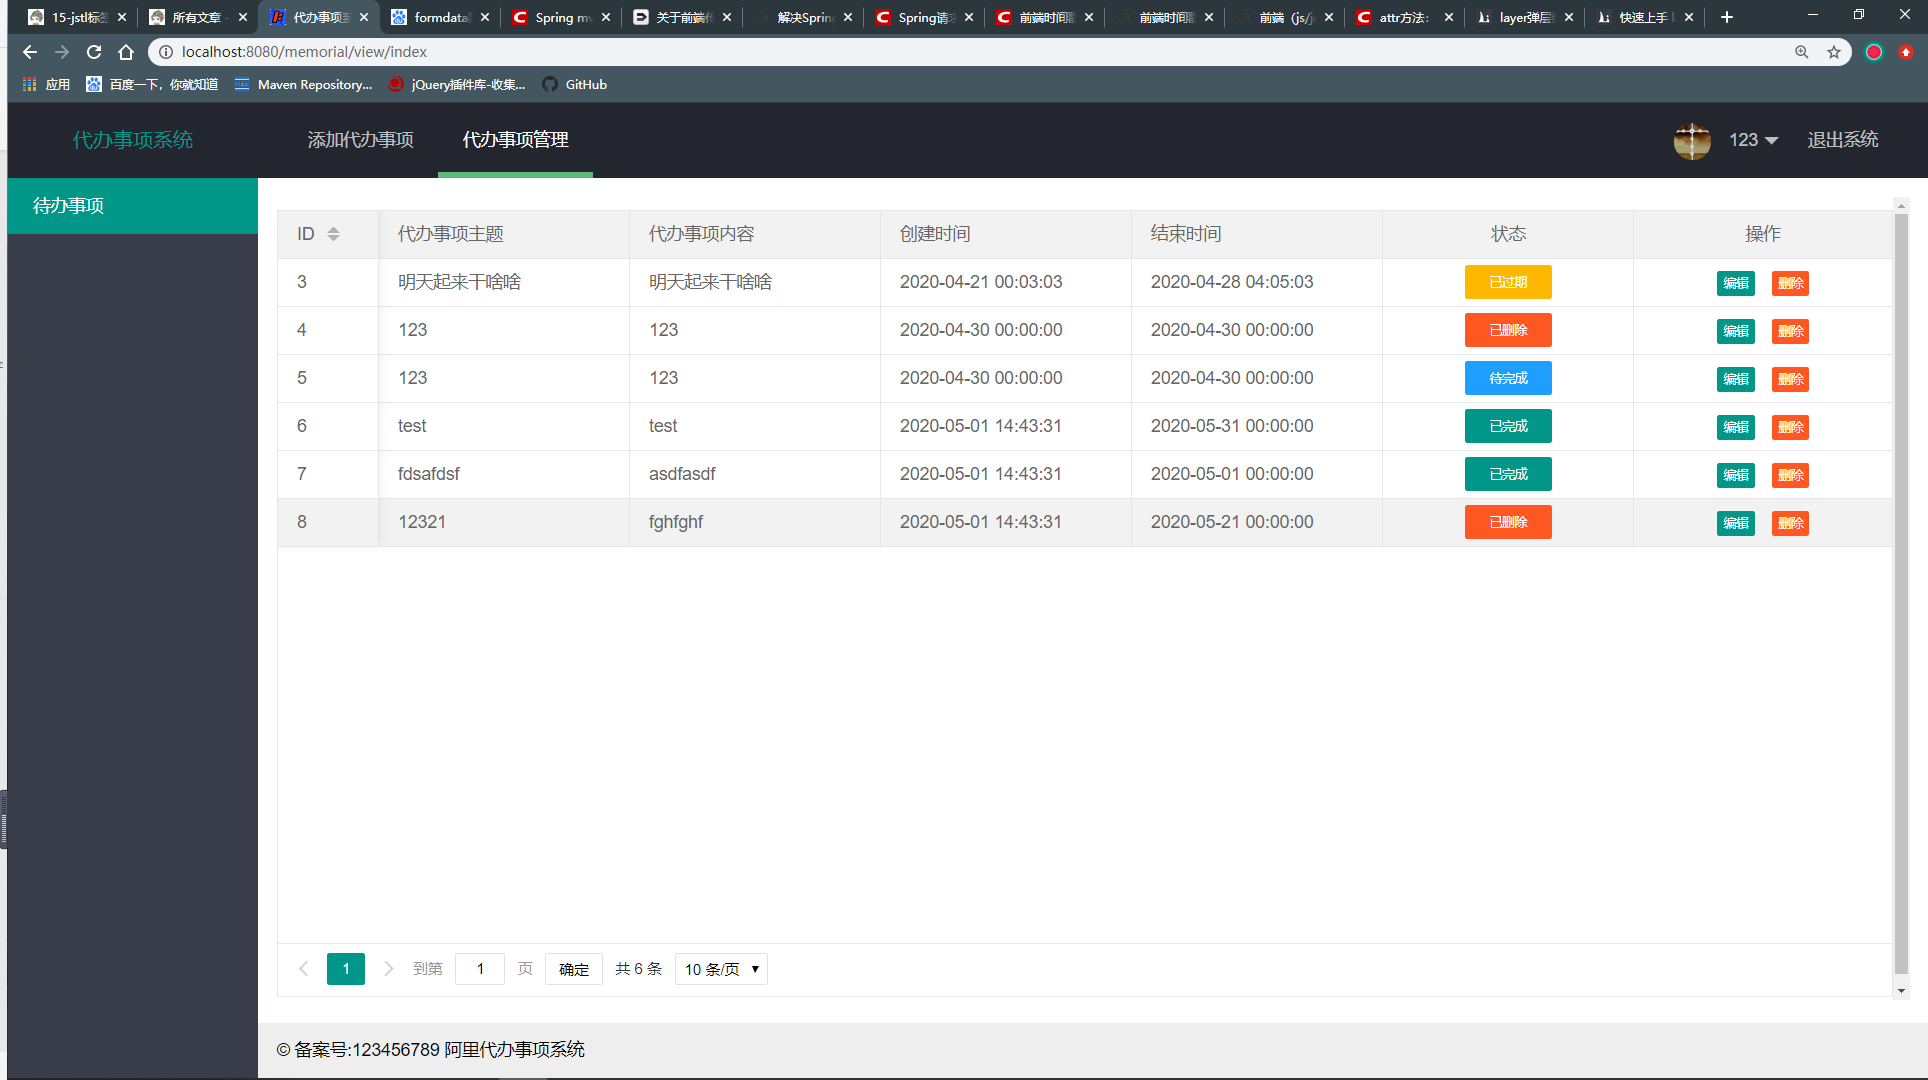 15-jstl标签
所有文章 -
代办事项系
formdata
Spring mv
关于前端传
解决Sprin
Spring请求
前端时间
前端时间
前端（js/j
attr方法:
layer弹层
快速上手
localhost:8080/memorial/view/index
应用
百度一下，你就知道
Maven Repository...
jQuery插件库-收集...
GitHub
代办事项系统
添加代办事项
代办事项管理
123
退出系统
待办事项
ID 代办事项主题 代办事项内容 创建时间 结束时间 状态 操作
3 明天起来干啥啥 明天起来干啥啥 2020-04-21 00:03:03 2020-04-28 04:05:03 已过期 编辑 删除
4 123 123 2020-04-30 00:00:00 2020-04-30 00:00:00 已删除 编辑 删除
5 123 123 2020-04-30 00:00:00 2020-04-30 00:00:00 待完成 编辑 删除
6 test test 2020-05-01 14:43:31 2020-05-31 00:00:00 已完成 编辑 删除
7 fdsafdsf asdfasdf 2020-05-01 14:43:31 2020-05-01 00:00:00 已完成 编辑 删除
8 12321 fghfghf 2020-05-01 14:43:31 2020-05-21 00:00:00 已删除 编辑 删除
1 到第 1 页 确定 共 6 条 10 条/页
© 备案号:123456789 阿里代办事项系统